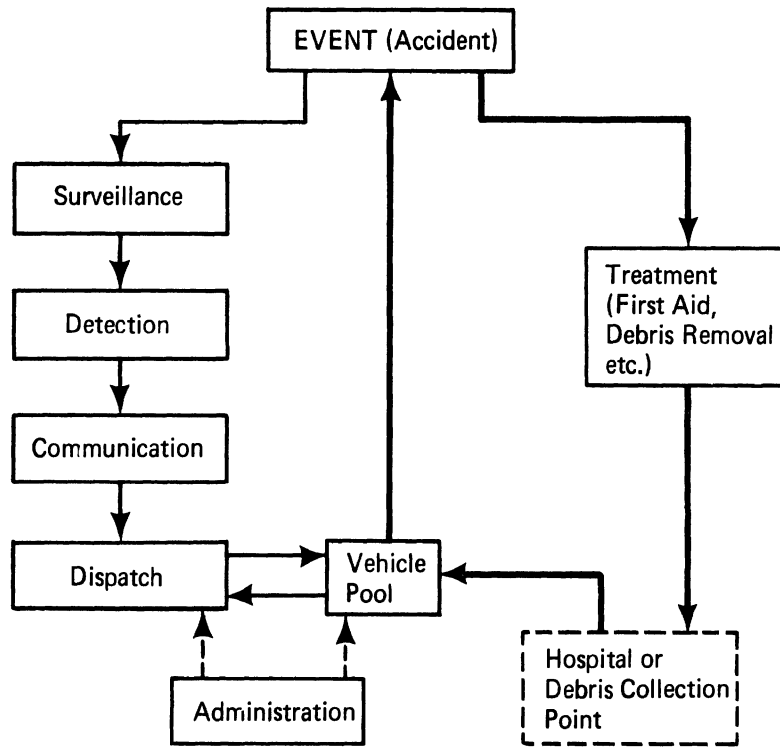 EVENT (Accident)
Surveillance
Detection
Communication
Dispatch
Vehicle
Pool
Administration
Treatment
(First Aid,
Debris Removal
etc.)
Hospital or
Debris Collection
Point